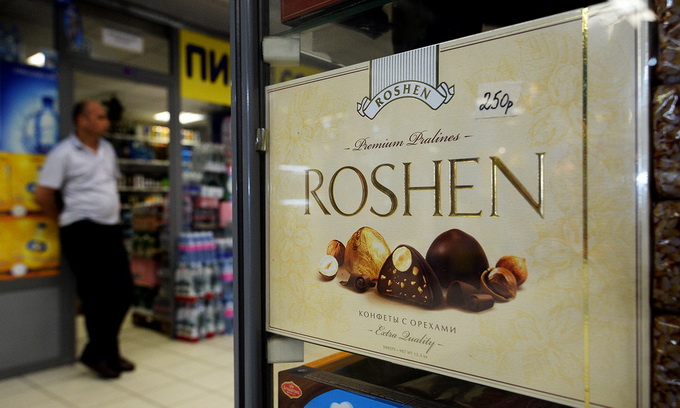 ПИ
ROSHEN
250р
Premium Pralines
ROSHEN
КОНФЕТЫ С ОРЕХАМИ
Extra Quality